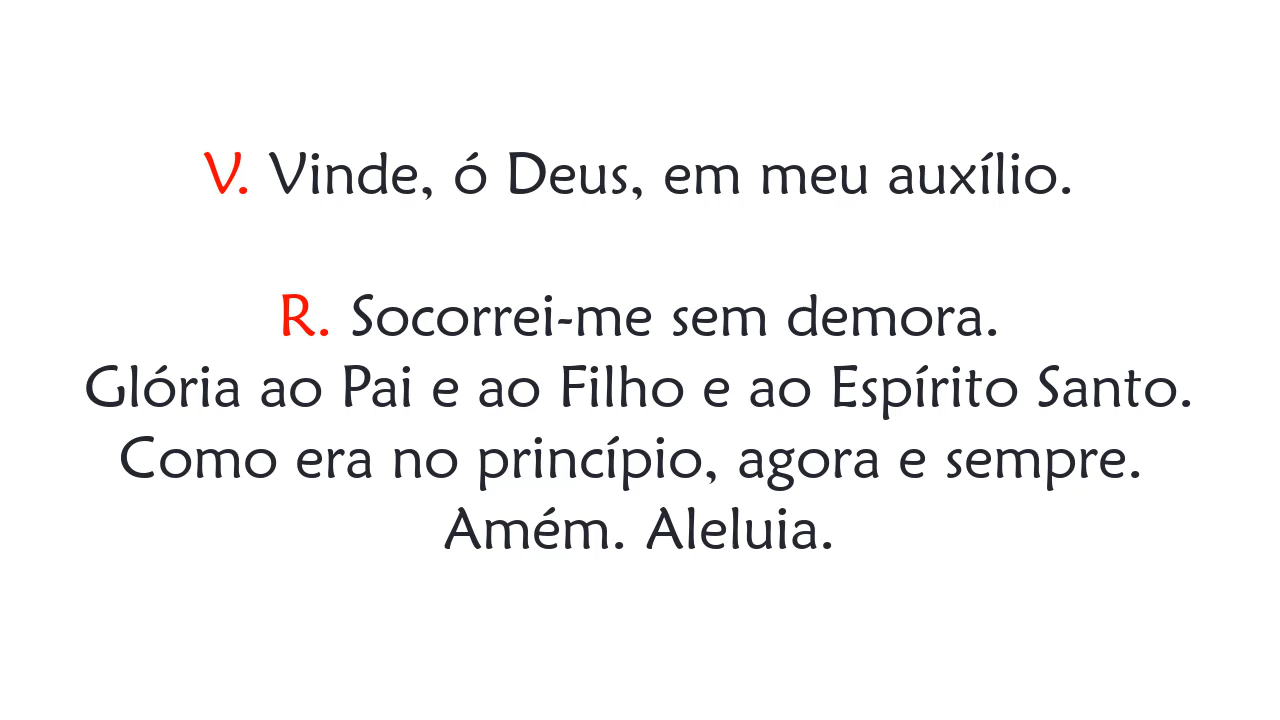 V. Vinde, ó Deus, em meu auxílio.
R. Socorrei-me sem demora.
Glória ao Pai e ao Filho e ao Espírito Santo.
Como era no princípio, agora e sempre.
Amém. Aleluia.